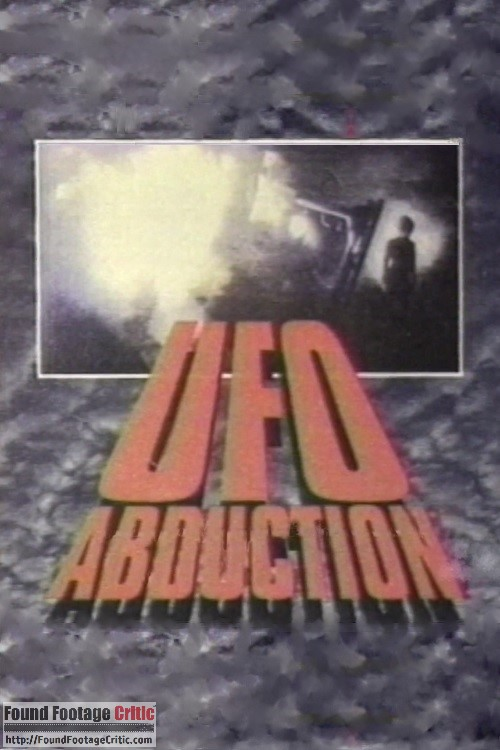 UFO
ABDUCTION
Found Footage Critic
http://FoundFootageCritic.com